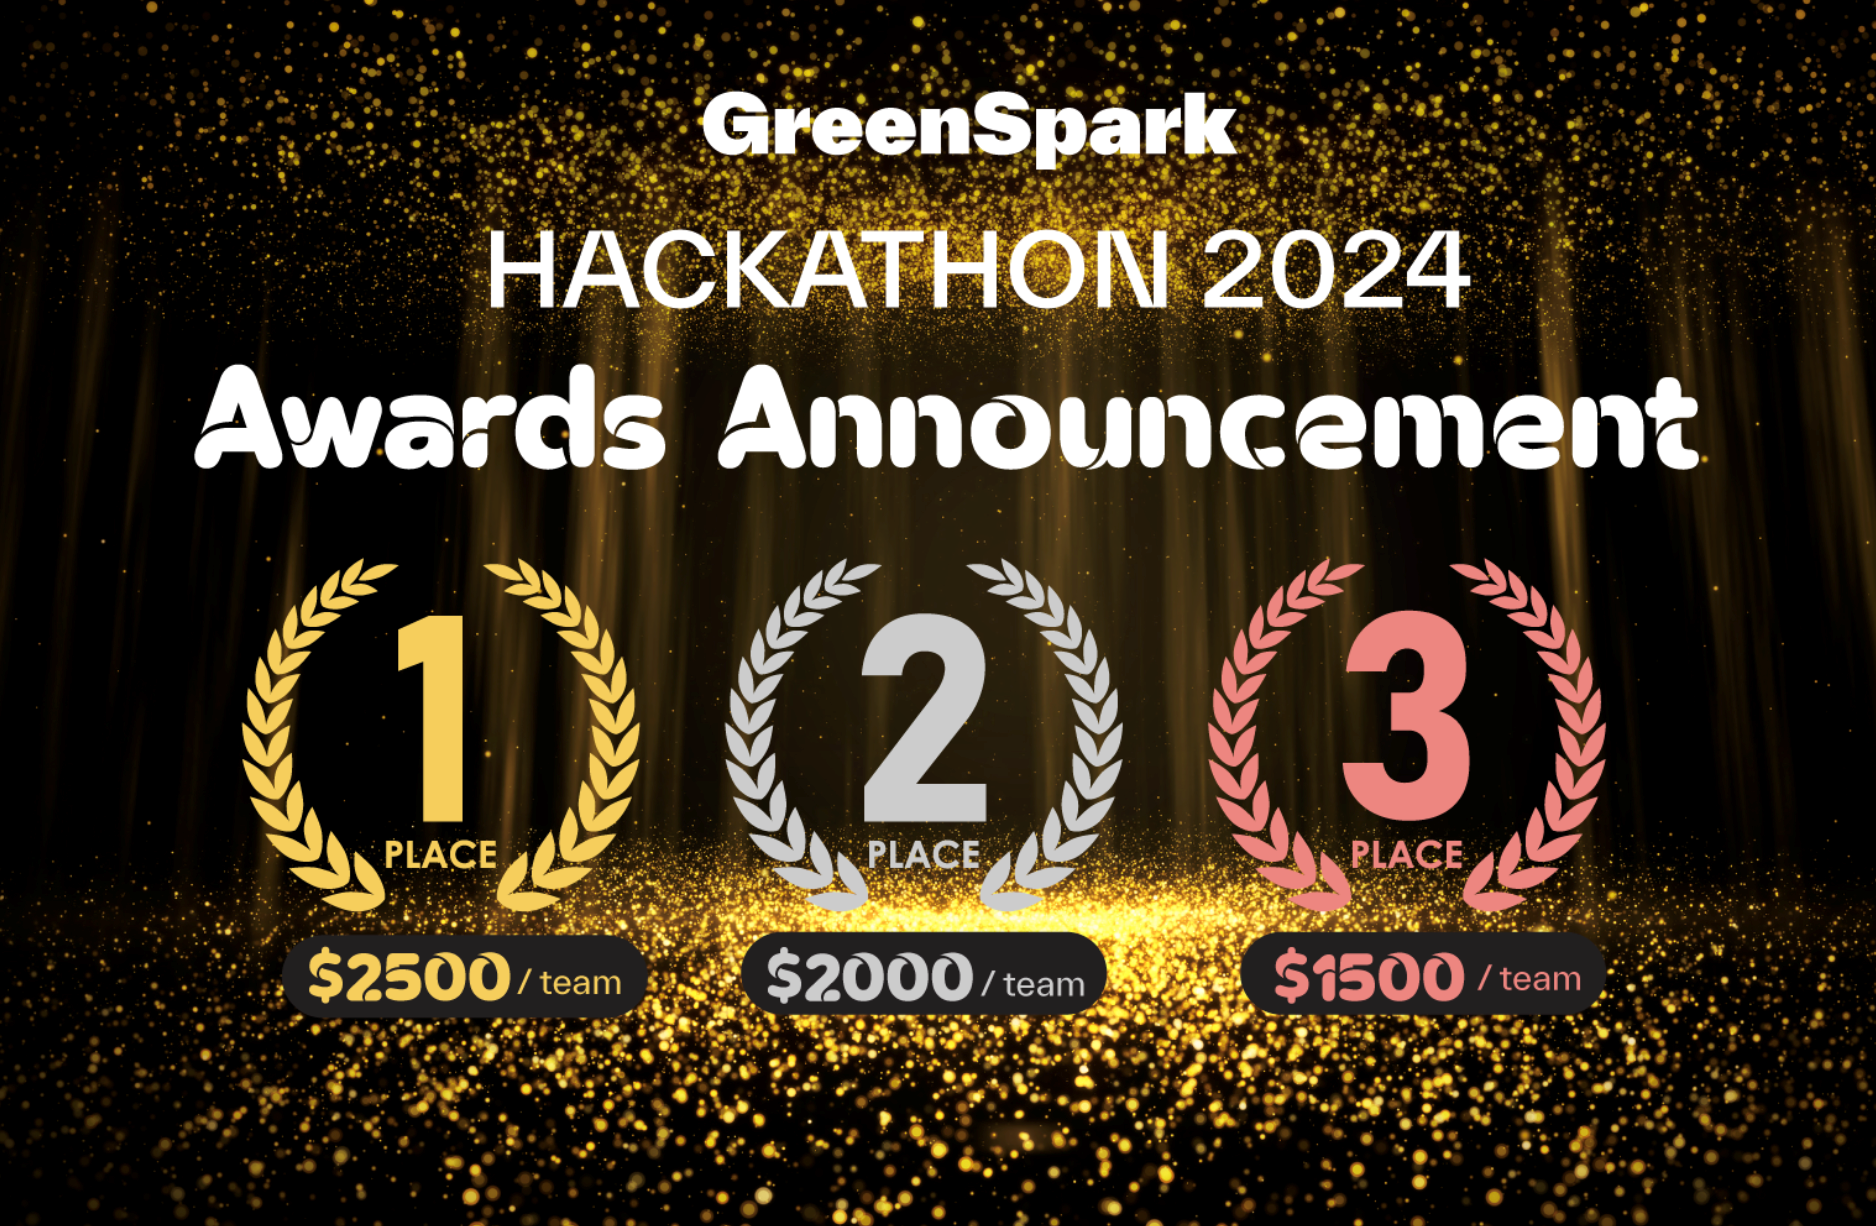 GreenSpark
HACKATHON 2024
Awards Announcement
1
PLACE
$2500 / team
2
PLACE
$2000 / team
3
PLACE
$1500 / team